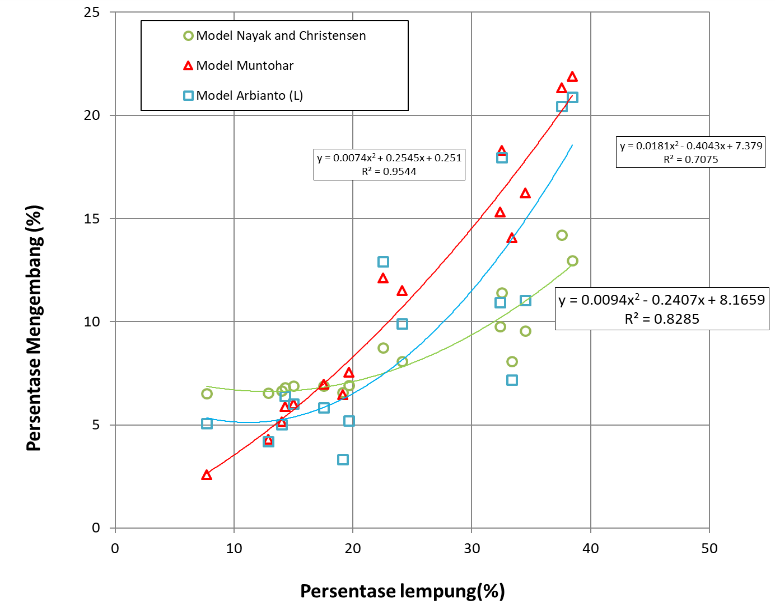 25
20
15
10
5
0
0
10
20
30
40
50
Persentase Mengembang (%)
Persentase lempung(%)
Model Nayak and Christensen
Model Muntohar
Model Arbianto (L)
y = 0.0074x² + 0.2545x + 0.251
R² = 0.9544
y = 0.0181x² - 0.4043x + 7.379
R² = 0.7075
y = 0.0094x² - 0.2407x + 8.1659
R² = 0.8285